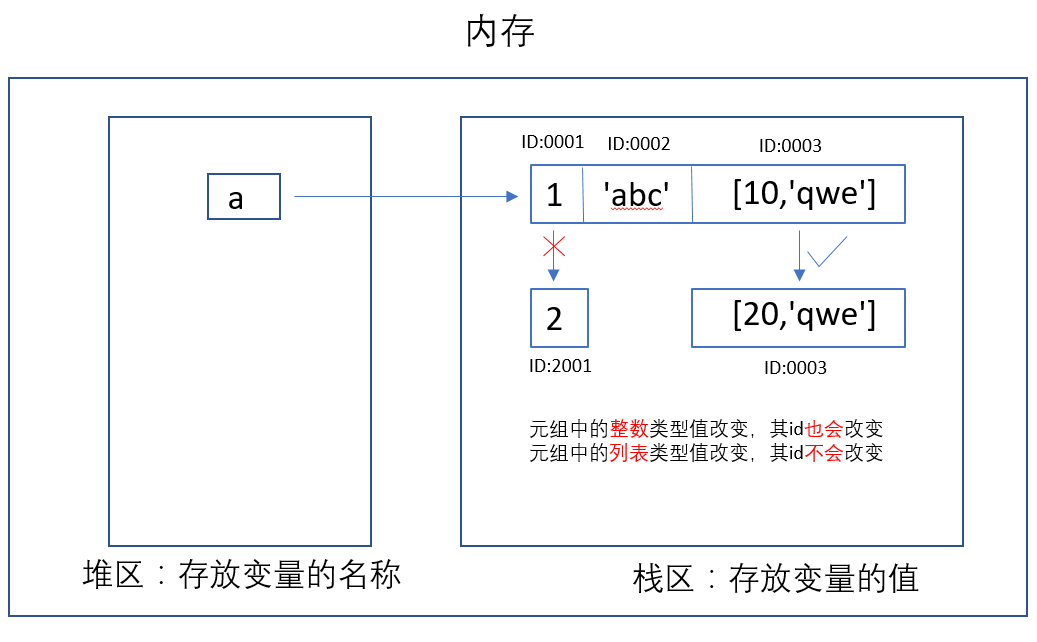 内存
ID:0001 ID:0002 ID:0003
a
1 'abc' [10,'qwe']
2 [20,'qwe']
ID:2001 ID:0003
元组中的整数类型值改变，其id也会改变
元组中的列表类型值改变，其id不会改变
堆区：存放变量的名称 栈区：存放变量的值